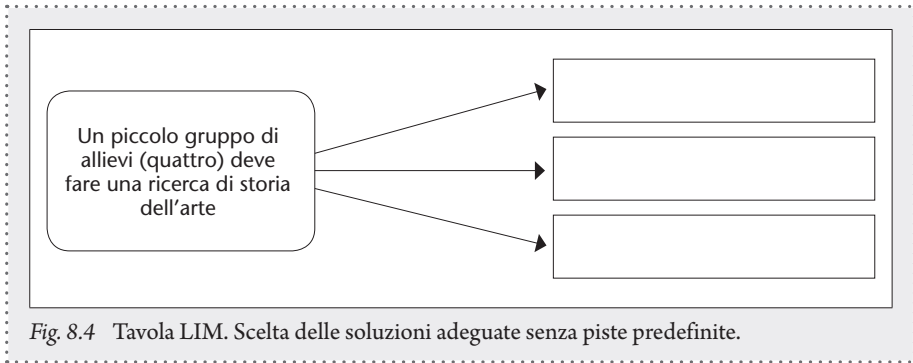 Un piccolo gruppo di
allievi (quattro) deve
fare una ricerca di storia
dell’arte
Fig. 8.4 Tavola LIM. Scelta delle soluzioni adeguate senza piste predefinite.